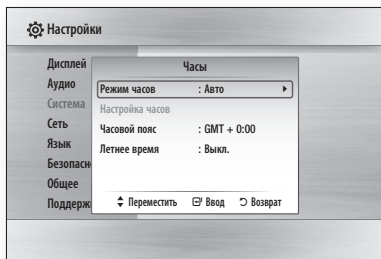 Настройки
Дисплей
Аудио
Система
Сеть
Язык
Безопасн
Общее
Поддерж
Часы
Режим часов : Авто
Настройка часов
Часовой пояс : GMT + 0:00
Летнее время : Выкл.
Переместить Ввод Возврат